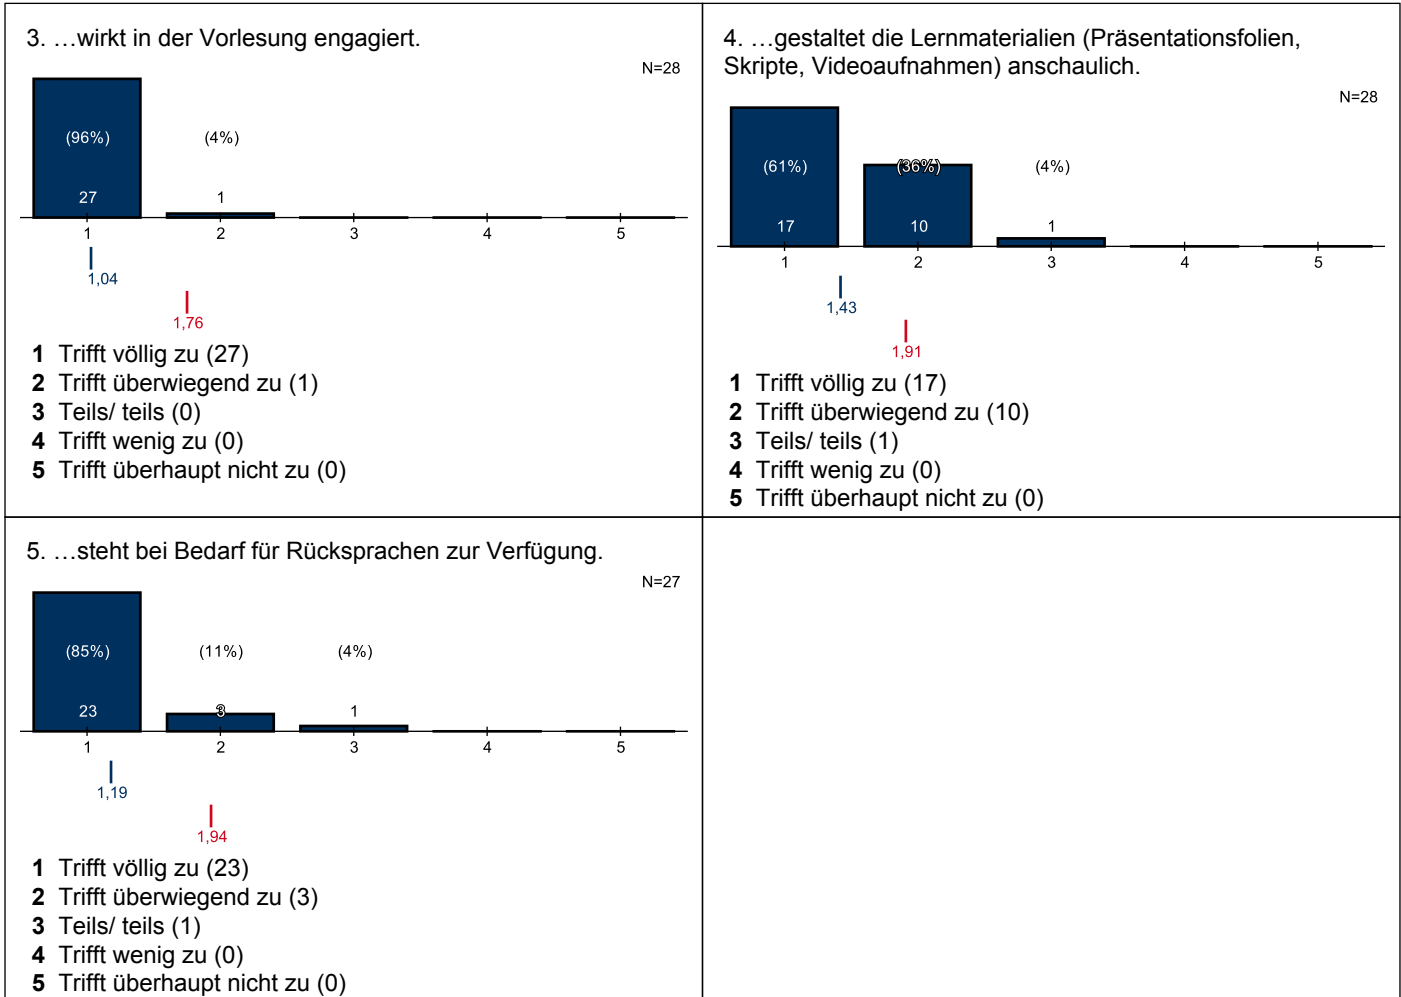 3. …wirkt in der Vorlesung engagiert.
N=28
(96%) (4%)
27 1
1 2 3 4 5
1,04
1,76
1 Trifft völlig zu (27)
2 Trifft überwiegend zu (1)
3 Teils/ teils (0)
4 Trifft wenig zu (0)
5 Trifft überhaupt nicht zu (0)
4. …gestaltet die Lernmaterialien (Präsentationsfolien,
Skripte, Videoaufnahmen) anschaulich.
N=28
(61%) (36%) (4%)
17 10 1
1 2 3 4 5
1,43
1,91
1 Trifft völlig zu (17)
2 Trifft überwiegend zu (10)
3 Teils/ teils (1)
4 Trifft wenig zu (0)
5 Trifft überhaupt nicht zu (0)
5. …steht bei Bedarf für Rücksprachen zur Verfügung.
N=27
(85%) (11%) (4%)
23 3 1
1 2 3 4 5
1,19
1,94
1 Trifft völlig zu (23)
2 Trifft überwiegend zu (3)
3 Teils/ teils (1)
4 Trifft wenig zu (0)
5 Trifft überhaupt nicht zu (0)